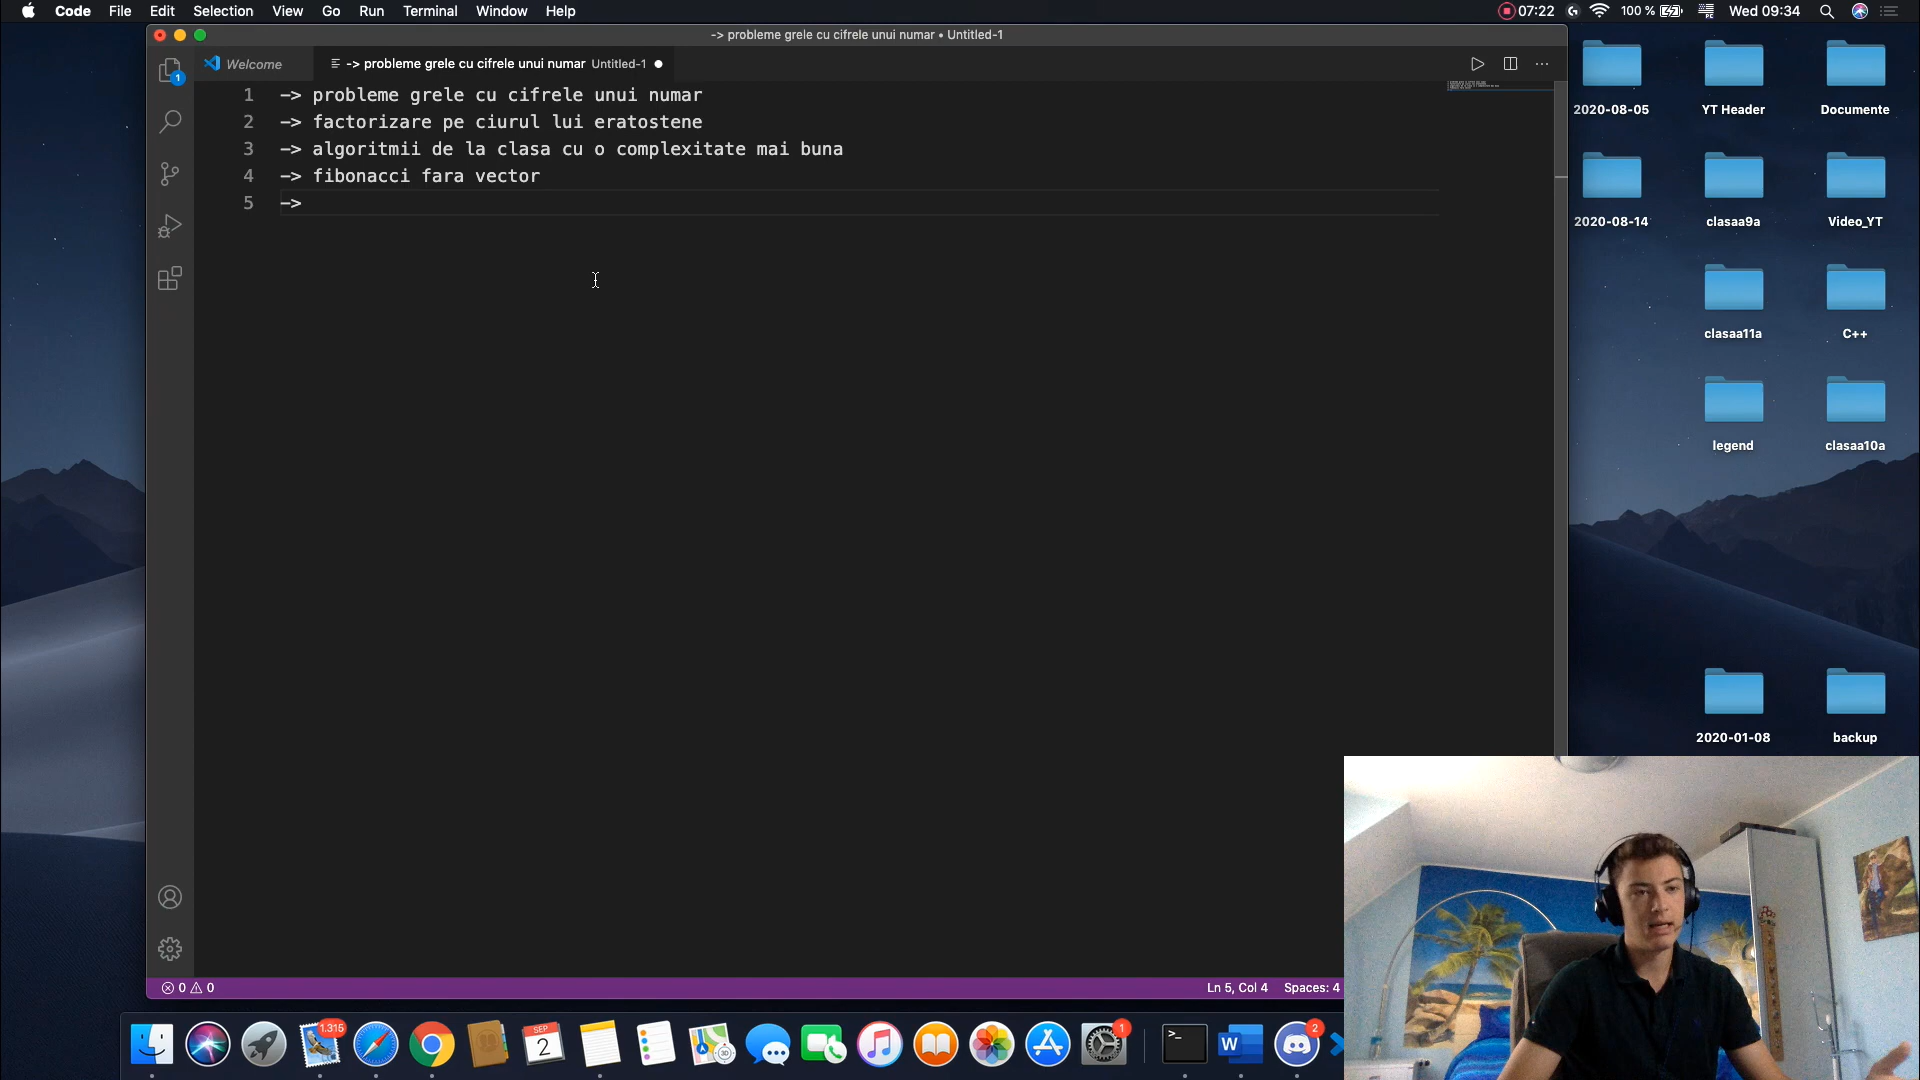 Code File Edit Selection View Go Run Terminal Window Help
07:22 100 % Wed 09:34
-> probleme grele cu cifrele unui numar • Untitled-1
Welcome
-> probleme grele cu cifrele unui numar Untitled-1
1 -> probleme grele cu cifrele unui numar
2 -> factorizare pe ciurul lui eratostene
3 -> algoritmii de la clasa cu o complexitate mai buna
4 -> fibonacci fara vector
5 ->
1
2020-08-05 YT Header Documente
2020-08-14 clasaa9a Video_YT
clasaa11a C++
legend clasaa10a
2020-01-08 backup
0 0
Ln 5, Col 4 Spaces: 4
1.315
SEP
2
3D
1
>_
W
2